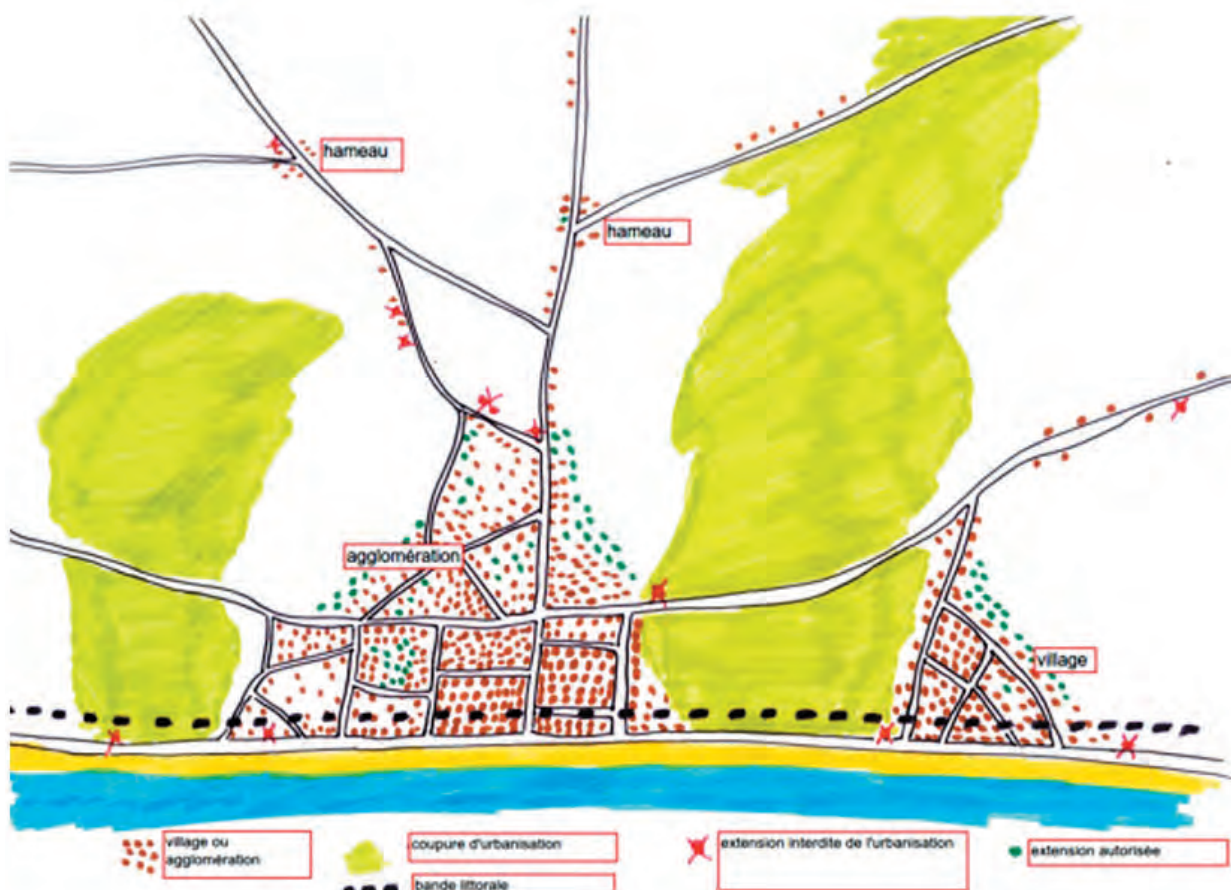 hameau
hameau
agglomération
village
village ou
agglomération
coupure d'urbanisation
extension interdite de l'urbanisation
extension autorisée
bande littorale